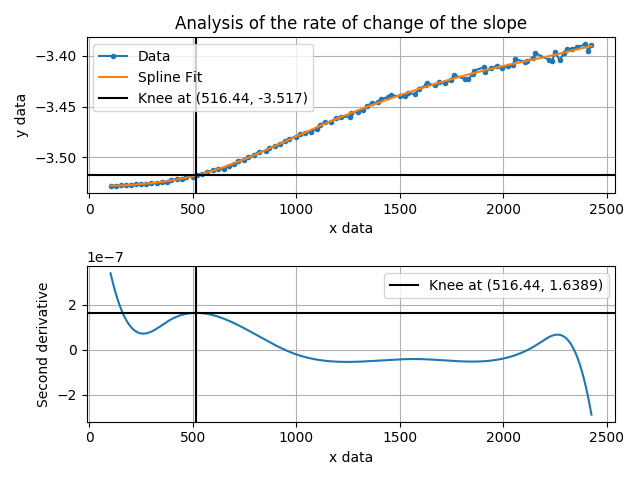 Analysis of the rate of change of the slope
y data
−3.40
−3.45
−3.50
Data
Spline Fit
Knee at (516.44, -3.517)
0
500
1000
1500
2000
2500
x data
1e−7
Second derivative
2
0
−2
Knee at (516.44, 1.6389)
0
500
1000
1500
2000
2500
x data